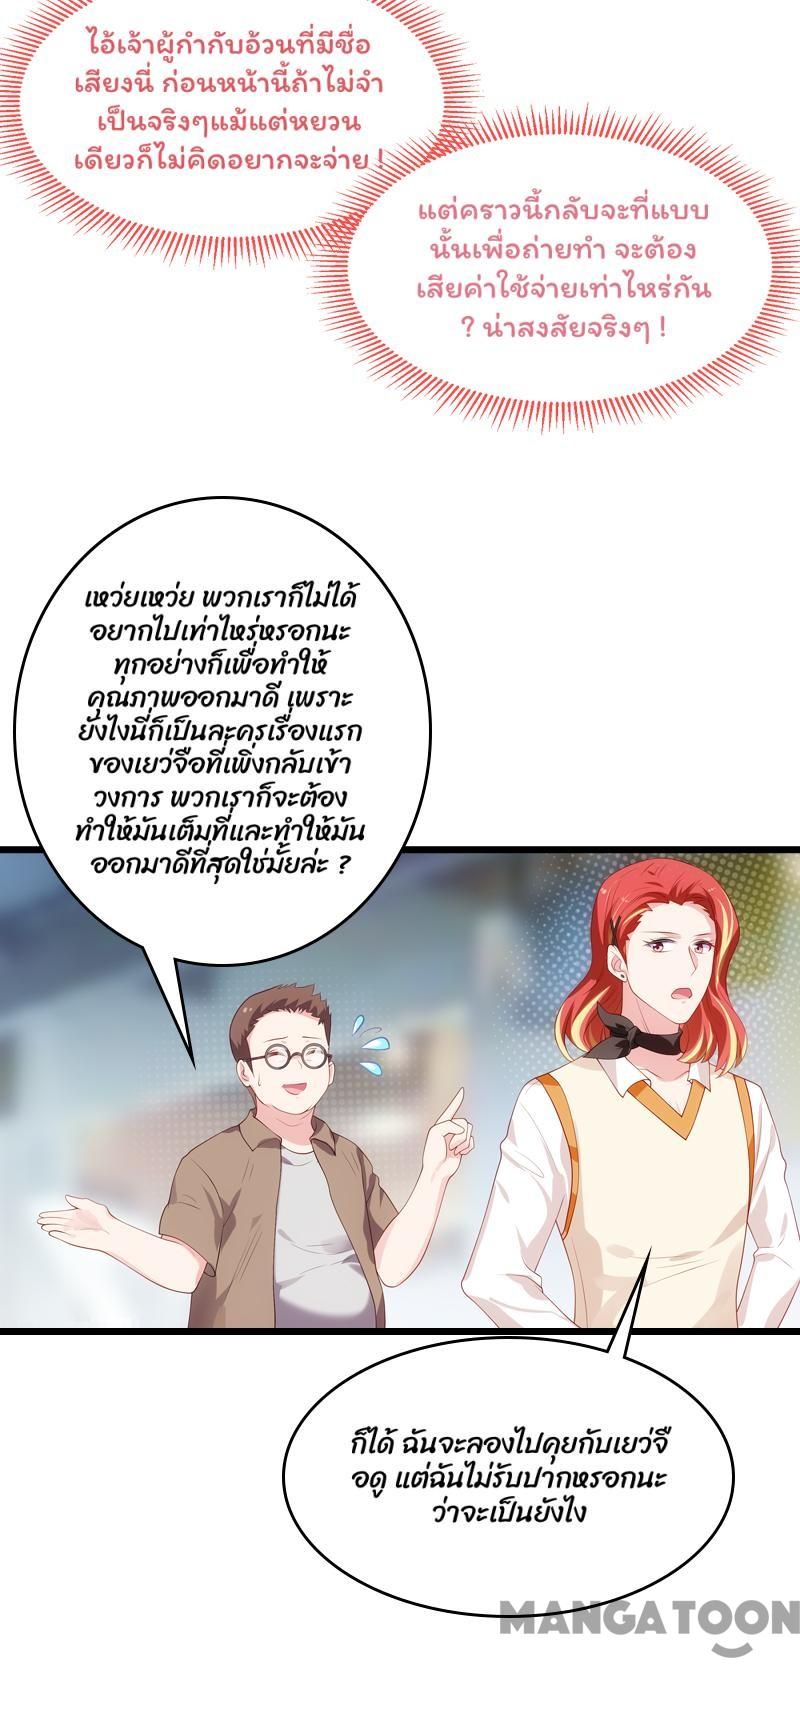 ไอ้เจ้าผู้กำกับอ้วนที่มีชื่อ
เสียงนี่ ก่อนหน้านี้ถ้าไม่จำ
เป็นจริงๆแม้แต่หยวน
เดียวก็ไม่คิดอยากจะจ่าย !
แต่คราวนี้กลับจะที่แบบ
นั้นเพื่อถ่ายทำ จะต้อง
เสียค่าใช้จ่ายเท่าไหร่กัน
? น่าสงสัยจริงๆ !
เหว่ยเหว่ย พวกเราก็ไม่ได้
อยากไปเท่าไหร่หรอกนะ
ทุกอย่างก็เพื่อทำให้
คุณภาพออกมาดี เพราะ
ยังไงนี่ก็เป็นละครเรื่องแรก
ของเยว่จือที่เพิ่งกลับเข้า
วงการ พวกเราก็จะต้อง
ทำให้มันเต็มที่และทำให้มัน
ออกมาดีที่สุดใช่มั้ยล่ะ ?
ก็ได้ ฉันจะลองไปคุยกับเยว่จื
อดู แต่ฉันไม่รับปากหรอกนะ
ว่าจะเป็นยังไง
MANGATOON